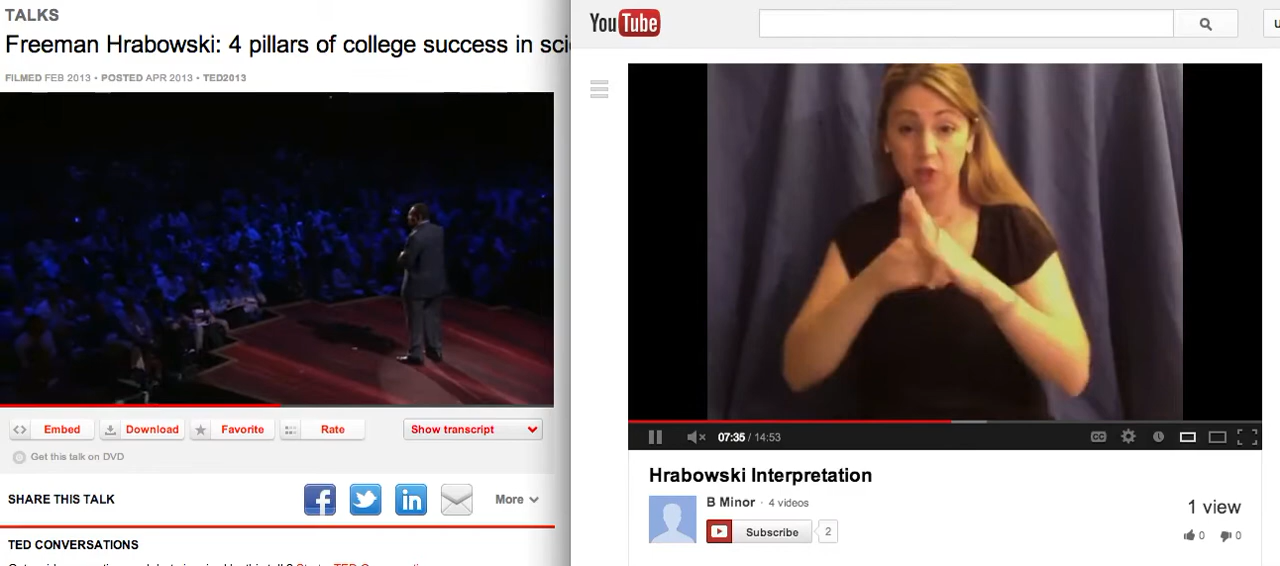 TALKS
Freeman Hrabowski: 4 pillars of college success in sci
FILMED FEB 2013 • POSTED APR 2013 • TED2013
Embed
Download
Favorite
Rate
Show transcript
Get this talk on DVD
SHARE THIS TALK
More
TED CONVERSATIONS
YouTube
07:35 / 14:53
CC
Hrabowski Interpretation
B Minor · 4 videos
Subscribe 2
1 view
0 0